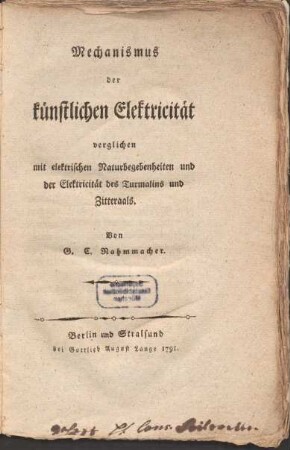 Mechanismus
der
künstlichen Elektricität
verglichen
mit elektrischen Naturbegebenheiten und
der Elektricität des Turmalins und
Zitteraals.
Von
G. C. Rahmmacher.
Berlin und Stralsund
bei Gottlieb August Lange 1791.